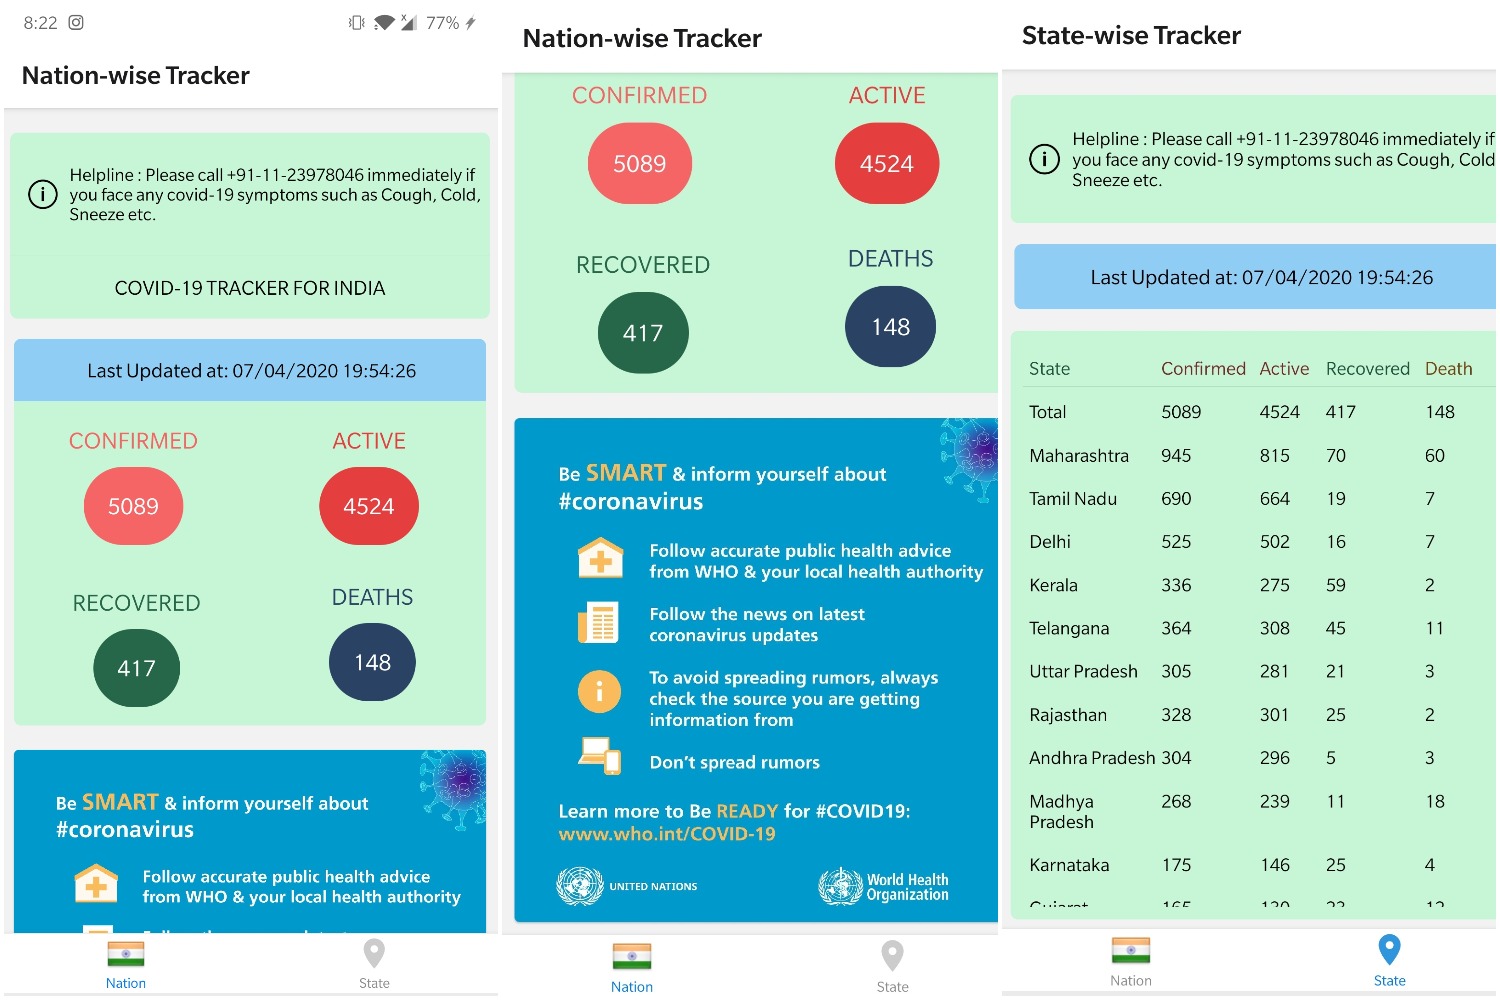 8:22
77%
Nation-wise Tracker
Helpline : Please call +91-11-23978046 immediately if
you face any covid-19 symptoms such as Cough, Cold,
Sneeze etc.
COVID-19 TRACKER FOR INDIA
Last Updated at: 07/04/2020 19:54:26
CONFIRMED ACTIVE
5089 4524
RECOVERED DEATHS
417 148
Be SMART & inform yourself about
#coronavirus
Follow accurate public health advice
from WHO & your local health authority
Nation State
Nation-wise Tracker
CONFIRMED ACTIVE
5089 4524
RECOVERED DEATHS
417 148
Be SMART & inform yourself about
#coronavirus
Follow accurate public health advice
from WHO & your local health authority
Follow the news on latest
coronavirus updates
To avoid spreading rumors, always
check the source you are getting
information from
Don't spread rumors
Learn more to Be READY for #COVID19:
www.who.int/COVID-19
UNITED NATIONS
World Health
Organization
Nation State
State-wise Tracker
Helpline : Please call +91-11-23978046 immediately if
you face any covid-19 symptoms such as Cough, Cold
Sneeze etc.
Last Updated at: 07/04/2020 19:54:26
State Confirmed Active Recovered Death
Total 5089 4524 417 148
Maharashtra 945 815 70 60
Tamil Nadu 690 664 19 7
Delhi 525 502 16 7
Kerala 336 275 59 2
Telangana 364 308 45 11
Uttar Pradesh 305 281 21 3
Rajasthan 328 301 25 2
Andhra Pradesh 304 296 5 3
Madhya
Pradesh 268 239 11 18
Karnataka 175 146 25 4
Gujarat
Nation State